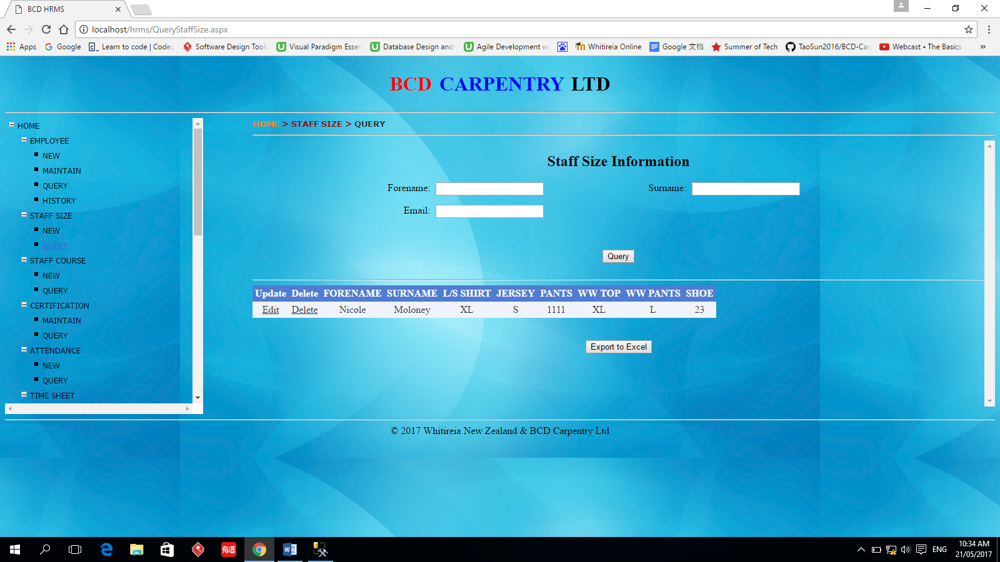 BCD HRMS
localhost/hrms/QueryStaffSize.aspx
Apps Google Learn to code | Codec Software Design Tools Visual Paradigm Essen Database Design and Agile Development w Whitireia Online Google 文档 Summer of Tech TaoSun2016/BCD-Car Webcast • The Basics »
BCD CARPENTRY LTD
HOME > STAFF SIZE > QUERY
HOME
EMPLOYEE
NEW
MAINTAIN
QUERY
HISTORY
STAFF SIZE
NEW
QUERY
STAFF COURSE
NEW
QUERY
CERTIFICATION
MAINTAIN
QUERY
ATTENDANCE
NEW
QUERY
TIME SHEET
Staff Size Information
Forename: Surname:
Email:
Query
Update Delete FORENAME SURNAME L/S SHIRT JERSEY PANTS WW TOP WW PANTS SHOE
Edit Delete Nicole Moloney XL S 1111 XL L 23
Export to Excel
© 2017 Whitireia New Zealand & BCD Carpentry Ltd
有道
ENG
10:34 AM
21/05/2017